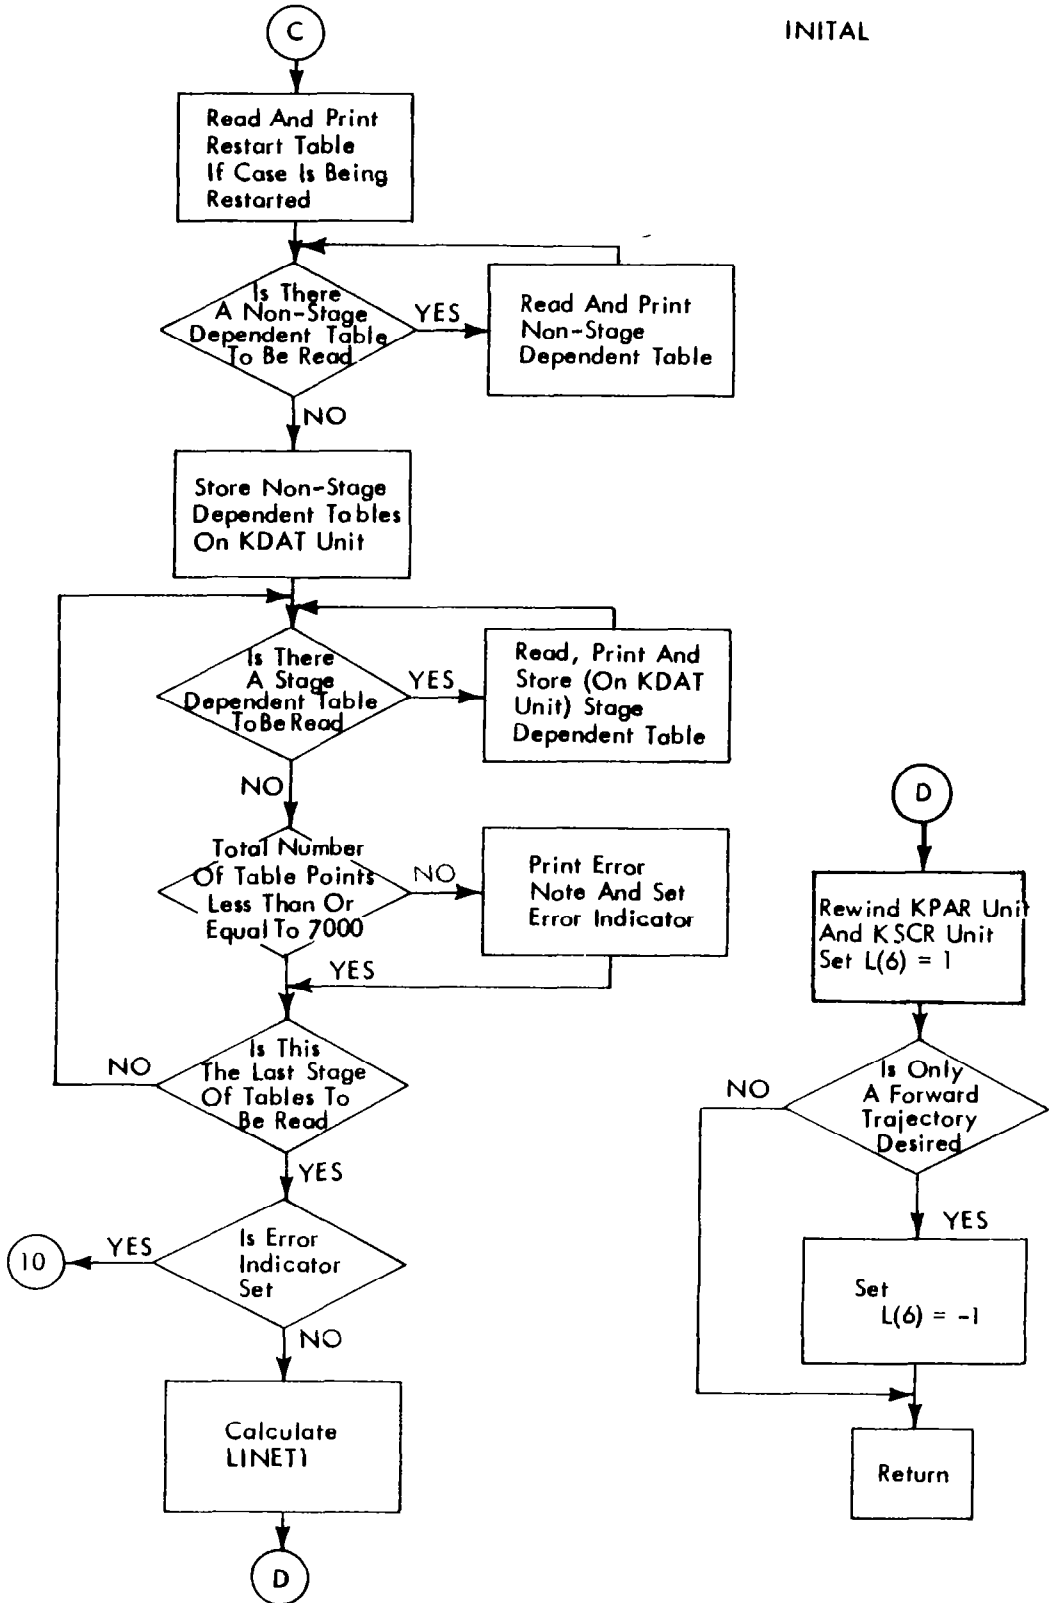 INITAL
C
Read And Print
Restart Table
If Case Is Being
Restarted
Is There
A Non-Stage
Dependent Table
To Be Read
YES
Read And Print
Non-Stage
Dependent Table
NO
Store Non-Stage
Dependent Tables
On KDAT Unit
Is There
A Stage
Dependent Table
To Be Read
YES
Read, Print And
Store (On KDAT
Unit) Stage
Dependent Table
NO
Total Number
Of Table Points
Less Than Or
Equal To 7000
NO
Print Error
Note And Set
Error Indicator
YES
Is This
The Last Stage
Of Tables To
Be Read
NO
YES
Is Error
Indicator
Set
YES
10
NO
Calculate
LINET1
D
D
Rewind KPAR Unit
And KSCR Unit
Set L(6) = 1
Is Only
A Forward
Trajectory
Desired
NO
YES
Set
L(6) = -1
Return